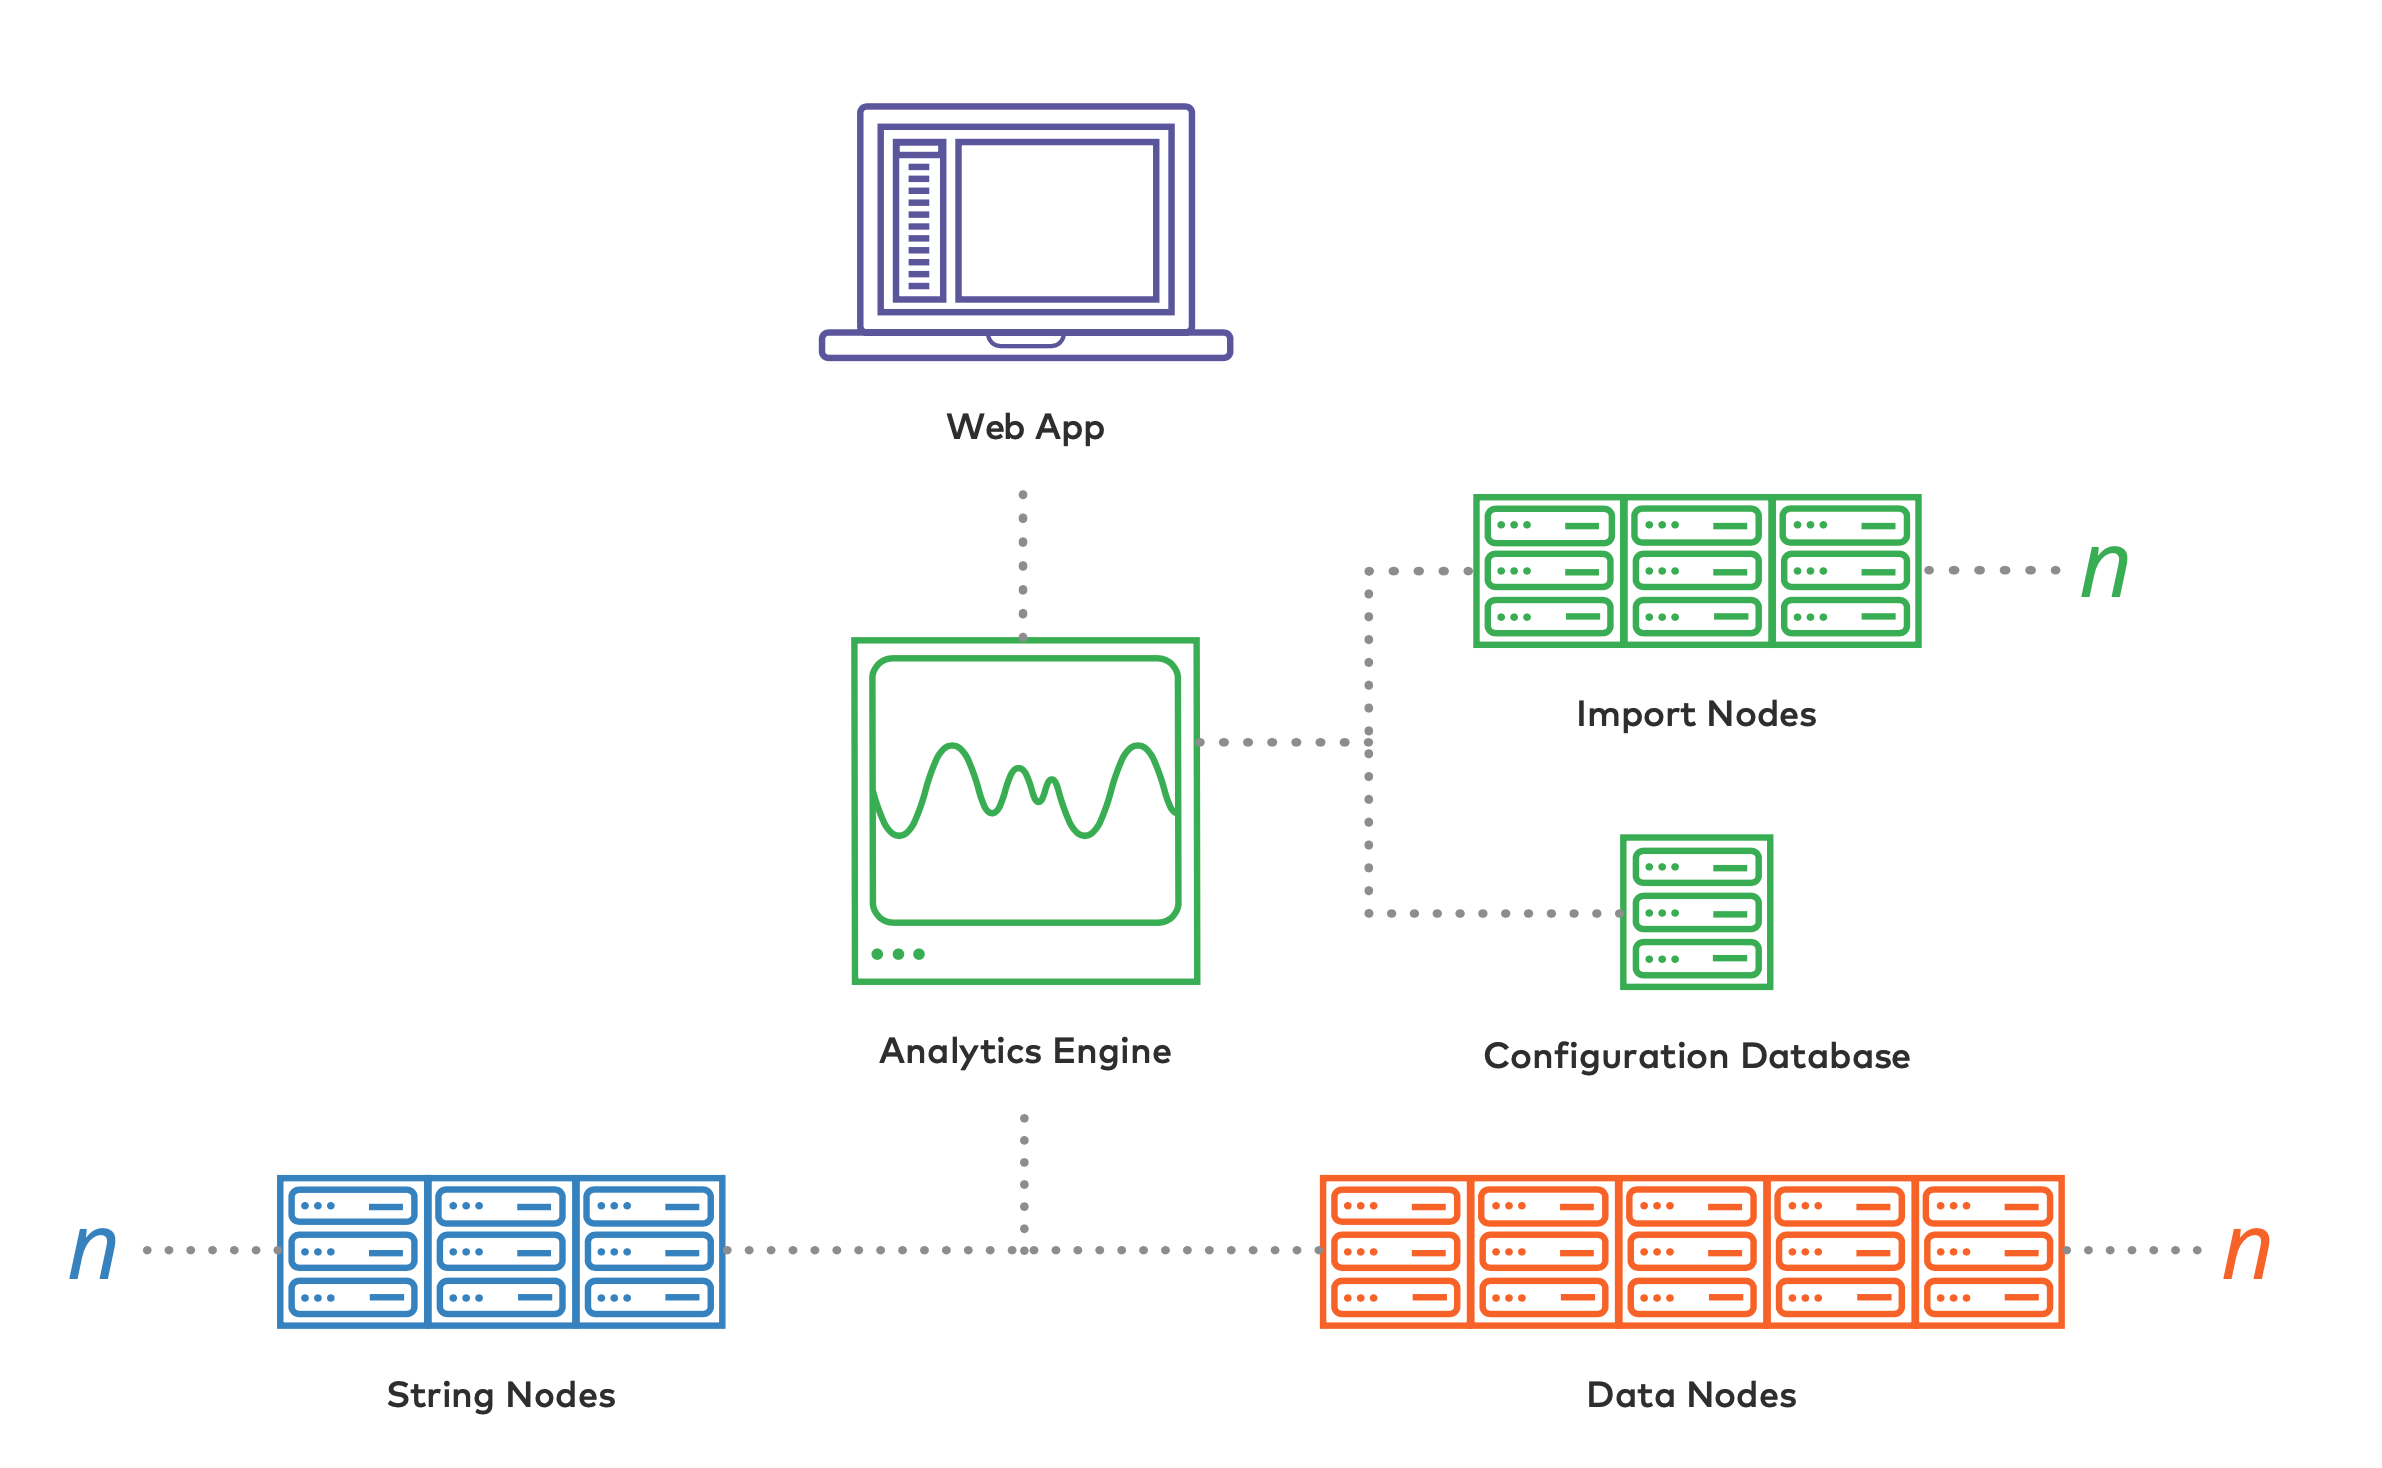 Web App
n
Import Nodes
Analytics Engine
Configuration Database
n
n
String Nodes
Data Nodes